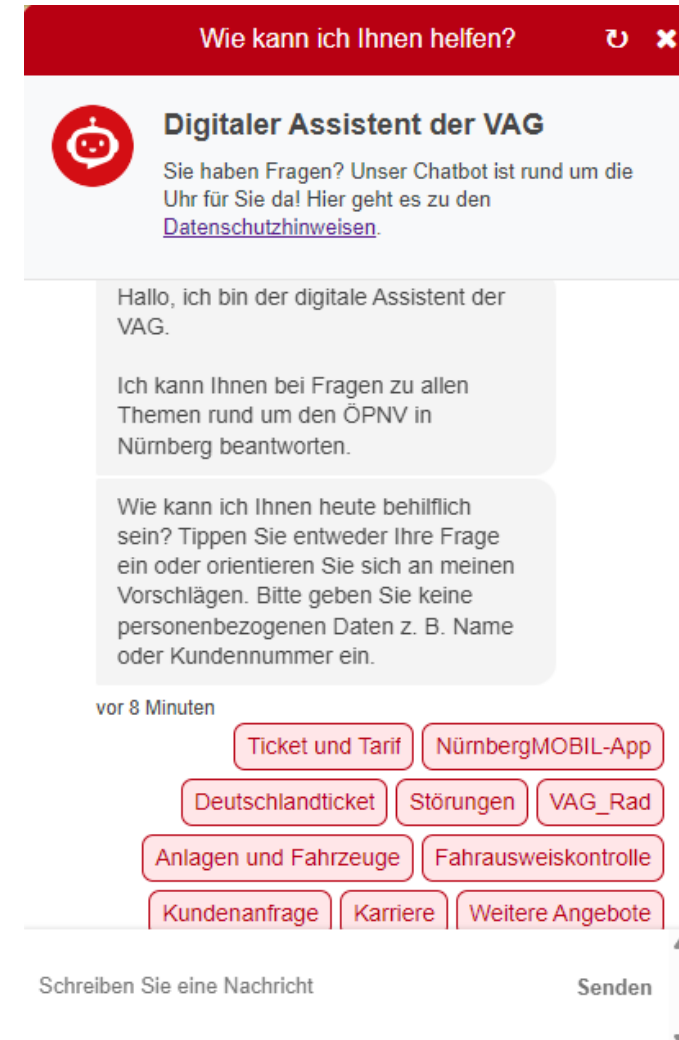 Wie kann ich Ihnen helfen?
Digitaler Assistent der VAG
Sie haben Fragen? Unser Chatbot ist rund um die
Uhr für Sie da! Hier geht es zu den
Datenschutzhinweisen.
Hallo, ich bin der digitale Assistent der
VAG.
Ich kann Ihnen bei Fragen zu allen
Themen rund um den ÖPNV in
Nürnberg beantworten.
Wie kann ich Ihnen heute behilflich
sein? Tippen Sie entweder Ihre Frage
ein oder orientieren Sie sich an meinen
Vorschlägen. Bitte geben Sie keine
personenbezogenen Daten z. B. Name
oder Kundennummer ein.
vor 8 Minuten
Ticket und Tarif NürnbergMOBIL-App
Deutschlandticket Störungen VAG_Rad
Anlagen und Fahrzeuge Fahrausweiskontrolle
Kundenanfrage Karriere Weitere Angebote
Schreiben Sie eine Nachricht Senden